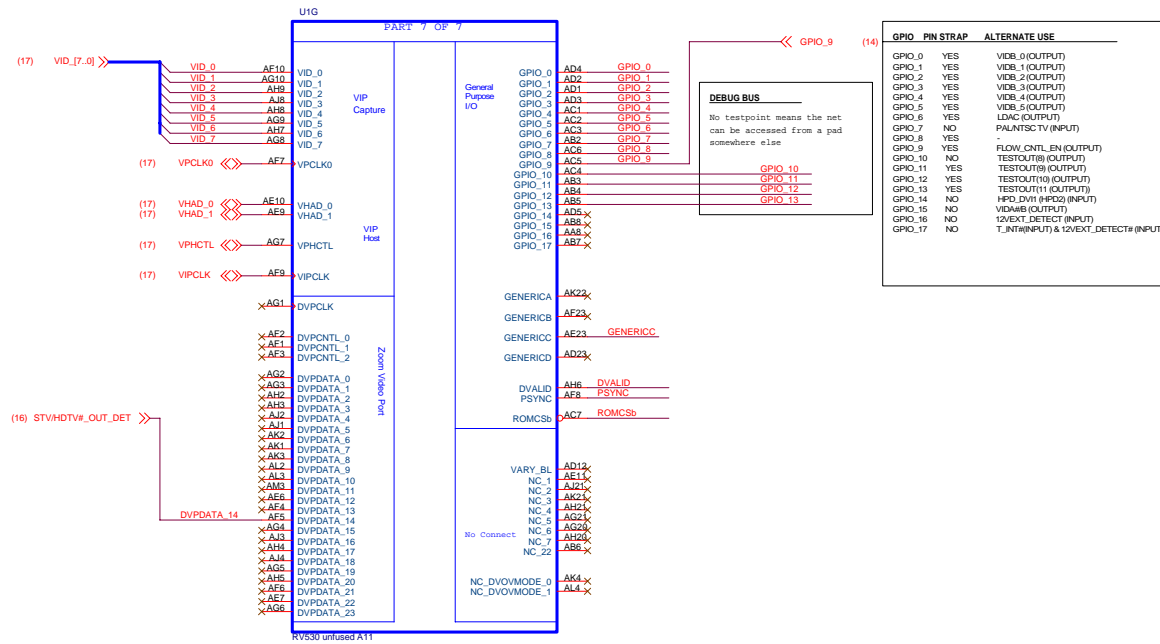 U1G
PART 7 OF 7
(17) VID_[7..0]
VID_0 AF10 VID_0
VID_1 AG10 VID_1
VID_2 AH9 VID_2
VID_3 AJ8 VID_3
VID_4 AH8 VID_4
VID_5 AG9 VID_5
VID_6 AH7 VID_6
VID_7 AG8 VID_7
VIP
Capture
(17) VPCLK0 AF7 VPCLK0
(17) VHAD_0 AE10 VHAD_0
(17) VHAD_1 AE9 VHAD_1
VIP
Host
(17) VPHCTL AG7 VPHCTL
(17) VIPCLK AF9 VIPCLK
AG1 DVPCLK
AF2 DVPCNTL_0
AF1 DVPCNTL_1
AF3 DVPCNTL_2
Zoom Video Port
AG2 DVPDATA_0
AG3 DVPDATA_1
AH2 DVPDATA_2
AH3 DVPDATA_3
AJ2 DVPDATA_4
AJ1 DVPDATA_5
AK2 DVPDATA_6
AK1 DVPDATA_7
AK3 DVPDATA_8
AL2 DVPDATA_9
AL3 DVPDATA_10
AM3 DVPDATA_11
AE6 DVPDATA_12
AF4 DVPDATA_13
(16) STV/HDTV#_OUT_DET
DVPDATA_14 AF5 DVPDATA_14
AG4 DVPDATA_15
AJ3 DVPDATA_16
AH4 DVPDATA_17
AJ4 DVPDATA_18
AG5 DVPDATA_19
AH5 DVPDATA_20
AF6 DVPDATA_21
AE7 DVPDATA_22
AG6 DVPDATA_23
RV530 unfused A11
General
Purpose
I/O
GPIO_0 AD4 GPIO_0
GPIO_1 AD2 GPIO_1
GPIO_2 AD1 GPIO_2
GPIO_3 AD3 GPIO_3
GPIO_4 AC1 GPIO_4
GPIO_5 AC2 GPIO_5
GPIO_6 AC3 GPIO_6
GPIO_7 AB2 GPIO_7
GPIO_8 AC6 GPIO_8
GPIO_9 AC5 GPIO_9
GPIO_10 AC4 GPIO_10
GPIO_11 AB3 GPIO_11
GPIO_12 AB4 GPIO_12
GPIO_13 AB5 GPIO_13
GPIO_14 AD5
GPIO_15 AB8
GPIO_16 AA8
GPIO_17 AB7
GENERICA AK22
GENERICB AF23
GENERICC AE23 GENERICC
GENERICD AD23
DVALID AH6 DVALID
PSYNC AF8 PSYNC
ROMCSb AC7 ROMCSb
No Connect
VARY_BL AD12
NC_1 AE11
NC_2 AJ21
NC_3 AK21
NC_4 AH21
NC_5 AG21
NC_6 AG20
NC_7 AH20
NC_22 AB6
NC_DVOVMODE_0 AK4
NC_DVOVMODE_1 AL4
GPIO_9 (14)
DEBUG BUS
No testpoint means the net
can be accessed from a pad
somewhere else
GPIO PIN STRAP ALTERNATE USE
GPIO_0 YES VIDB_0 (OUTPUT)
GPIO_1 YES VIDB_1 (OUTPUT)
GPIO_2 YES VIDB_2 (OUTPUT)
GPIO_3 YES VIDB_3 (OUTPUT)
GPIO_4 YES VIDB_4 (OUTPUT)
GPIO_5 YES VIDB_5 (OUTPUT)
GPIO_6 YES LDAC (OUTPUT)
GPIO_7 NO PAL/NTSC TV (INPUT)
GPIO_8 YES -
GPIO_9 YES FLOW_CNTL_EN (OUTPUT)
GPIO_10 NO TESTOUT(8) (OUTPUT)
GPIO_11 YES TESTOUT(9) (OUTPUT)
GPIO_12 YES TESTOUT(10) (OUTPUT)
GPIO_13 YES TESTOUT(11 (OUTPUT))
GPIO_14 NO HPD_DVI1 (HPD2) (INPUT)
GPIO_15 NO VIDA#/B (OUTPUT)
GPIO_16 NO 12VEXT_DETECT (INPUT)
GPIO_17 NO T_INT#(INPUT) & 12VEXT_DETECT# (INPUT